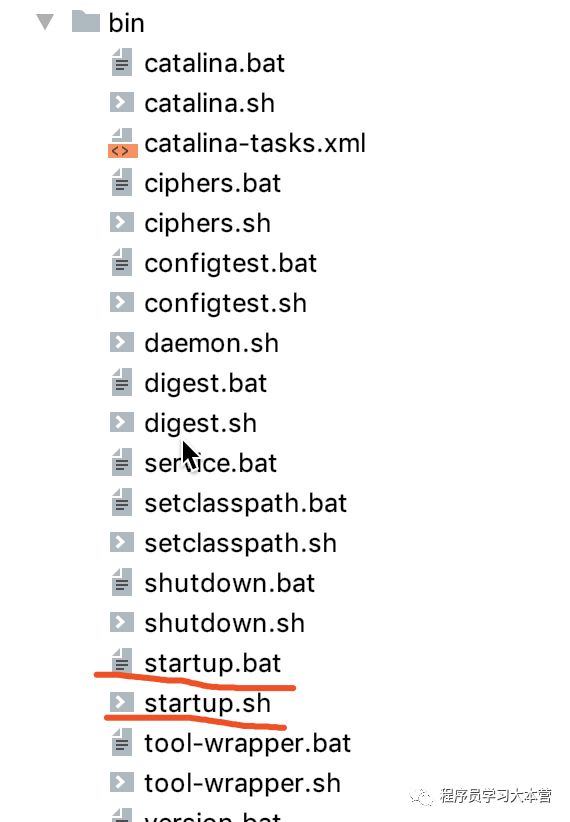 bin
catalina.bat
catalina.sh
catalina-tasks.xml
ciphers.bat
ciphers.sh
configtest.bat
configtest.sh
daemon.sh
digest.bat
digest.sh
service.bat
setclasspath.bat
setclasspath.sh
shutdown.bat
shutdown.sh
startup.bat
startup.sh
tool-wrapper.bat
tool-wrapper.sh
程序员学习大本营
version.bat